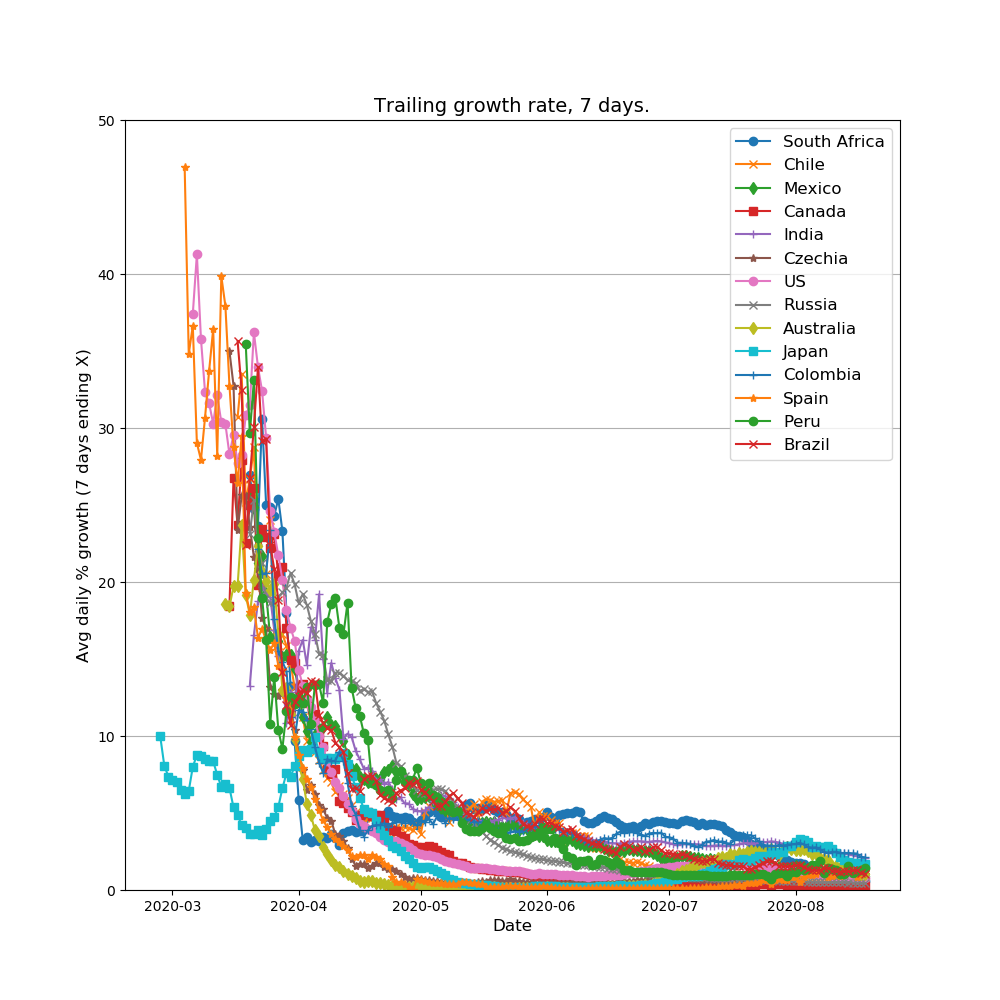 Trailing growth rate, 7 days.
Avg daily % growth (7 days ending X)
50
40
30
20
10
0
South Africa
Chile
Mexico
Canada
India
Czechia
US
Russia
Australia
Japan
Colombia
Spain
Peru
Brazil
2020-03 2020-04 2020-05 2020-06 2020-07 2020-08
Date